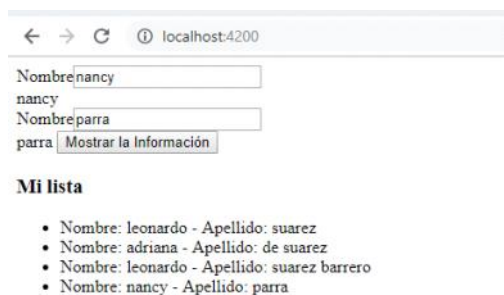 localhost:4200
Nombre nancy
nancy
Nombre parra
parra Mostrar la Información
Mi lista
Nombre: leonardo - Apellido: suarez
Nombre: adriana - Apellido: de suarez
Nombre: leonardo - Apellido: suarez barrero
Nombre: nancy - Apellido: parra